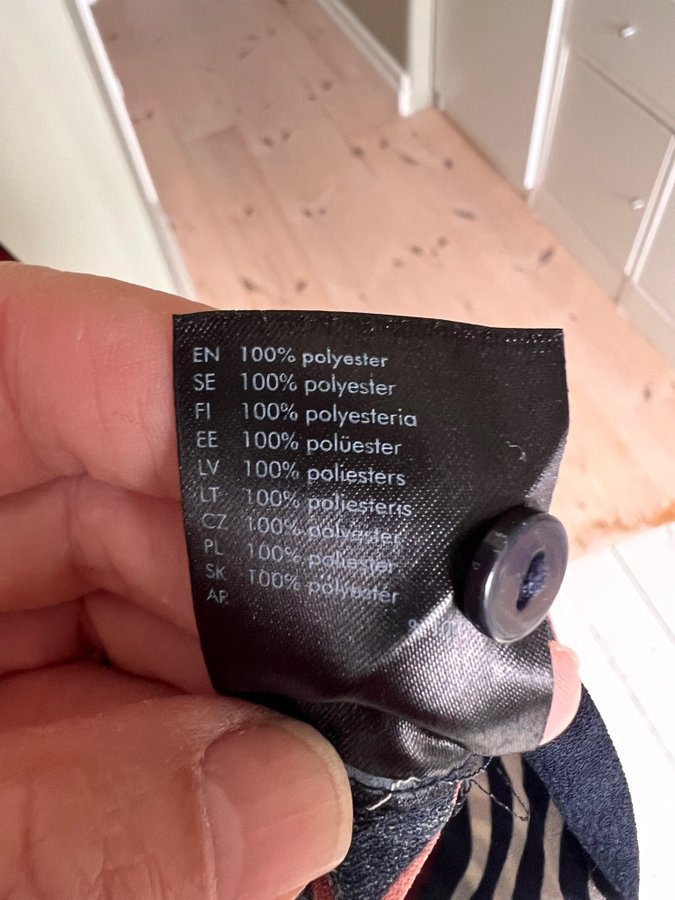 EN 100% polyester
SE 100% polyester
FI 100% polyesteria
EE 100% polüester
LV 100% poliesters
LT 100% poliesteris
CZ 100% polyester
PL 100% poliester
SK 100% polyester
AR